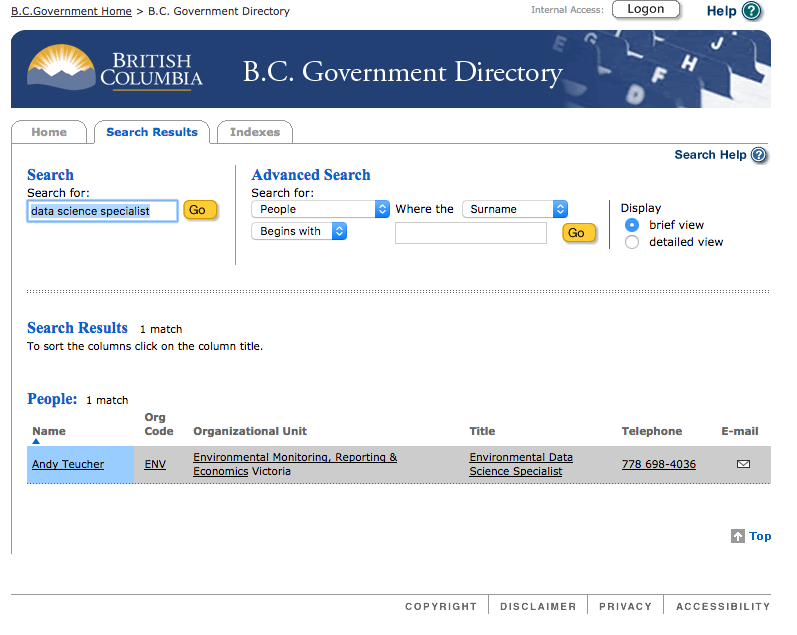 B.C.Government Home > B.C. Government Directory
Internal Access: Logon Help ?
BRITISH
COLUMBIA
B.C. Government Directory
E J H F D
Home Search Results Indexes
Search Help ?
Search
Search for:
data science specialist Go
Advanced Search
Search for:
People Where the Surname
Begins with Go
Display
brief view
detailed view
Search Results 1 match
To sort the columns click on the column title.
People: 1 match
Name Org Code Organizational Unit Title Telephone E-mail
Andy Teucher ENV Environmental Monitoring, Reporting & Economics Victoria Environmental Data Science Specialist 778 698-4036
Top
COPYRIGHT DISCLAIMER PRIVACY ACCESSIBILITY